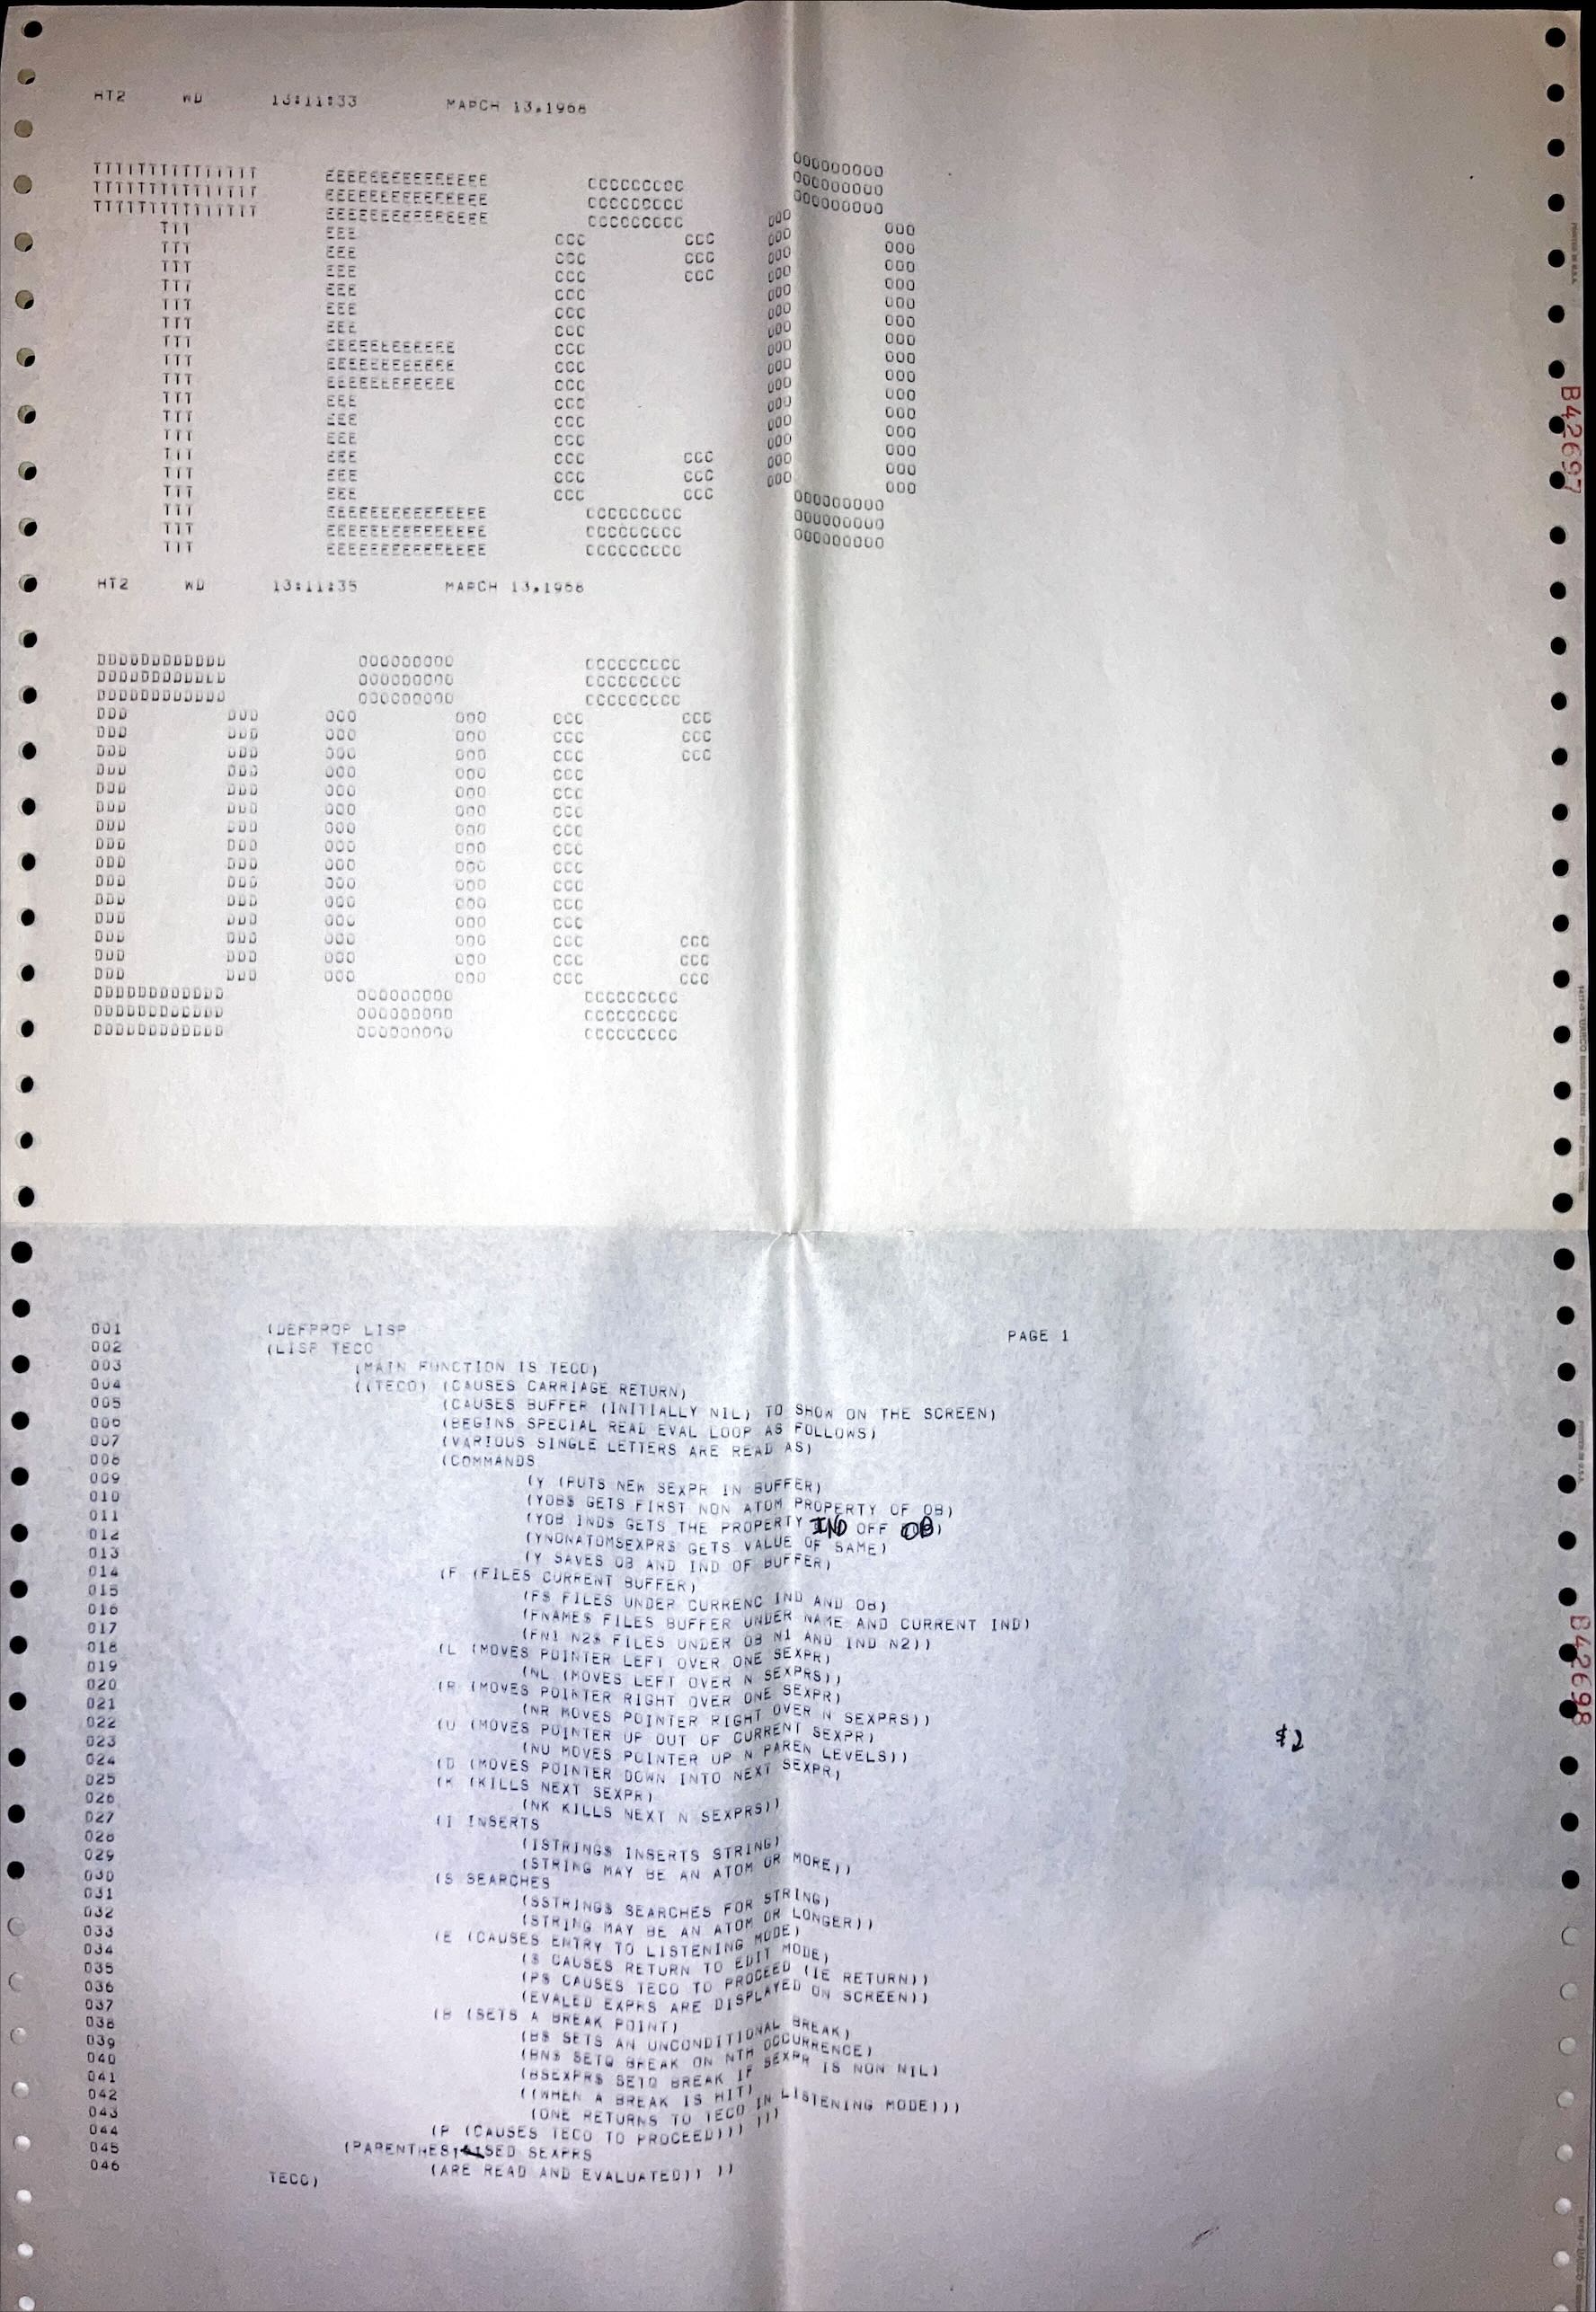 HT2 WD 13:11:33 MARCH 13,1968
TECO
HT2 WD 13:11:35 MARCH 13,1968
DOC
B42697
PAGE 1
001 (DEFPROP LISP
002 (LISP TECO
003 (MAIN FUNCTION IS TECO)
004 ((TECO) (CAUSES CARRIAGE RETURN)
005 (CAUSES BUFFER (INITIALLY NIL) TO SHOW ON THE SCREEN)
006 (BEGINS SPECIAL READ EVAL LOOP AS FOLLOWS)
007 (VARIOUS SINGLE LETTERS ARE READ AS)
008 (COMMANDS
009 (Y (PUTS NEW SEXPR IN BUFFER)
010 (YOB$ GETS FIRST NON ATOM PROPERTY OF OB)
011 (YOB IND$ GETS THE PROPERTY IND OFF OB)
012 (YNONATOMSEXPR$ GETS VALUE OF SAME)
013 (Y SAVES OB AND IND OF BUFFER)
014 (F (FILES CURRENT BUFFER)
015 (F$ FILES UNDER CURRENC IND AND OB)
016 (FNAME$ FILES BUFFER UNDER NAME AND CURRENT IND)
017 (FN1 N2$ FILES UNDER OB N1 AND IND N2))
018 (L (MOVES POINTER LEFT OVER ONE SEXPR)
019 (NL (MOVES LEFT OVER N SEXPRS))
020 (R (MOVES POINTER RIGHT OVER ONE SEXPR)
021 (NR MOVES POINTER RIGHT OVER N SEXPRS))
022 (U (MOVES POINTER UP OUT OF CURRENT SEXPR)
023 (NU MOVES POINTER UP N PAREN LEVELS))
024 (D (MOVES POINTER DOWN INTO NEXT SEXPR)
025 (K (KILLS NEXT SEXPR)
026 (NK KILLS NEXT N SEXPRS))
027 (I INSERTS
028 (ISTRING$ INSERTS STRING)
029 (STRING MAY BE AN ATOM OR MORE))
030 (S SEARCHES
031 (SSTRING$ SEARCHES FOR STRING)
032 (STRING MAY BE AN ATOM OR LONGER))
033 (E (CAUSES ENTRY TO LISTENING MODE)
034 ($ CAUSES RETURN TO EDIT MODE)
035 (P$ CAUSES TECO TO PROCEED (IE RETURN))
036 (EVALED EXPRS ARE DISPLAYED ON SCREEN))
037 (B (SETS A BREAK POINT)
038 (B$ SETS AN UNCONDITIONAL BREAK)
039 (BN$ SETQ BREAK ON NTH OCCURRENCE)
040 (BSEXPR$ SETQ BREAK IF SEXPR IS NON NIL)
041 ((WHEN A BREAK IS HIT)
042 (ONE RETURNS TO TECO IN LISTENING MODE)))
043 (P (CAUSES TECO TO PROCEED))) )))
044 (PARENTHESISED SEXPRS
045 (ARE READ AND EVALUATED)) ))
046 TECO)
$2
B42698